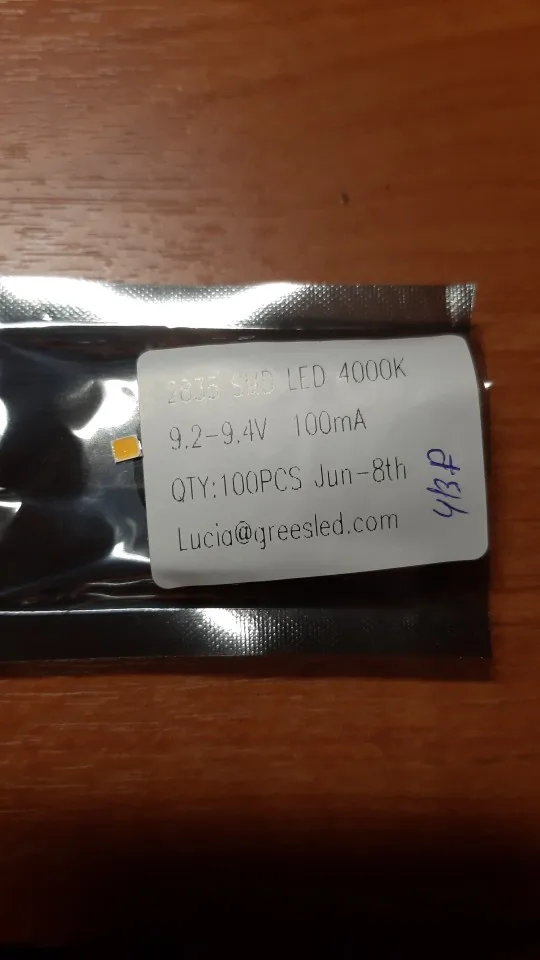 2835 SMD LED 4000K
9.2-9.4V 100mA
QTY:100PCS Jun-8th
Lucia@greesled.com